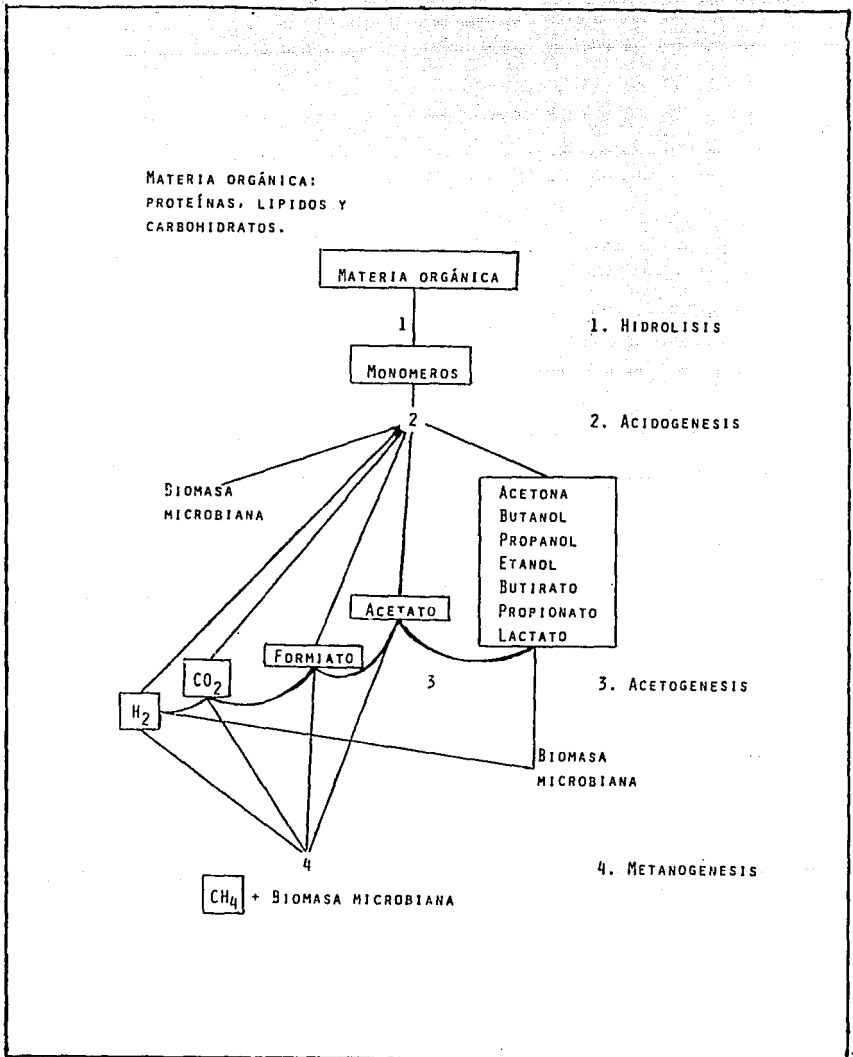 MATERIA ORGÁNICA:
PROTEÍNAS, LIPIDOS Y
CARBOHIDRATOS.
MATERIA ORGÁNICA
1
1. HIDROLISIS
MONOMEROS
2
2. ACIDOGENESIS
BIOMASA
MICROBIANA
ACETONA
BUTANOL
PROPANOL
ETANOL
BUTIRATO
PROPIONATO
LACTATO
ACETATO
FORMIATO
CO2
H2
3
3. ACETOGENESIS
BIOMASA
MICROBIANA
4
4. METANOGENESIS
CH4 + BIOMASA MICROBIANA